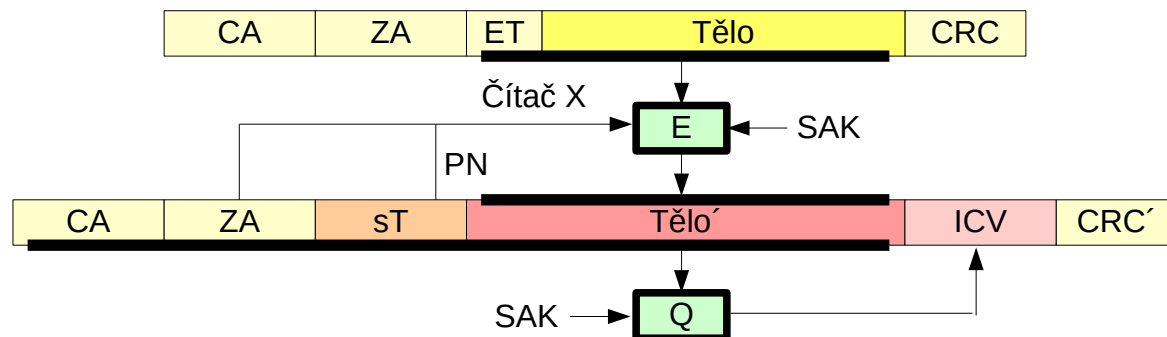 CA ZA ET Tělo CRC
Čítač X
E SAK
PN
CA ZA sT Tělo´ ICV CRC´
SAK Q